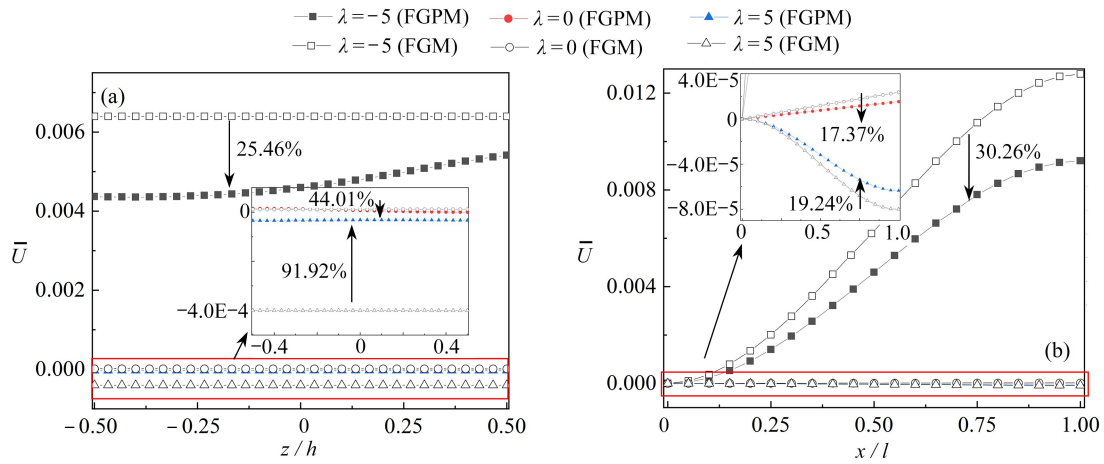 λ = −5 (FGPM) λ = 0 (FGPM) λ = 5 (FGPM)
λ = −5 (FGM) λ = 0 (FGM) λ = 5 (FGM)
(a)
0.006
0.004
0.002
0.000
U̅
25.46%
44.01%
0
91.92%
−4.0E−4
−0.4 0 0.4
−0.50 −0.25 0 0.25 0.50
z / h
0.012
0.008
0.004
0.000
U̅
4.0E−5
0
−4.0E−5
−8.0E−5
17.37%
19.24%
0 0.5 1.0
30.26%
(b)
0 0.25 0.50 0.75 1.00
x / l